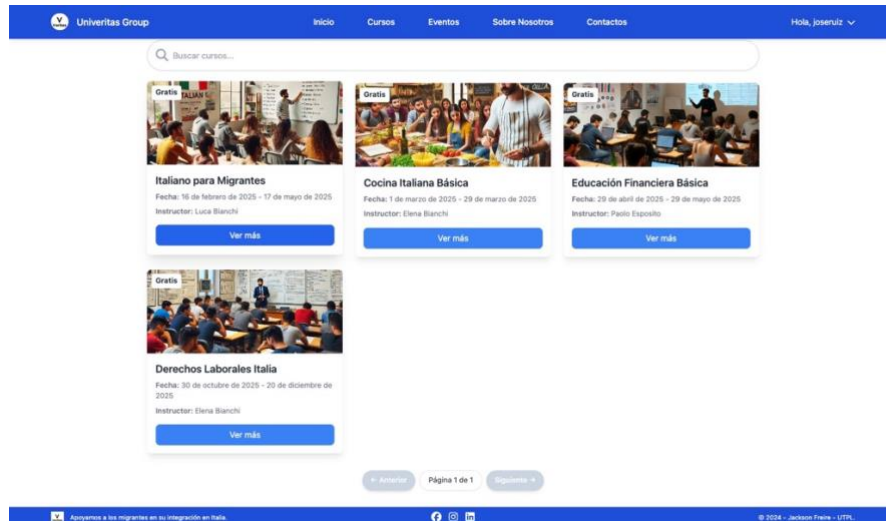 Univeritas Group
Inicio
Cursos
Eventos
Sobre Nosotros
Contactos
Hola, joseruiz
Buscar cursos...
Gratis
Italiano para Migrantes
Fecha: 16 de febrero de 2025 - 17 de mayo de 2025
Instructor: Luca Bianchi
Ver más
Gratis
Cocina Italiana Básica
Fecha: 1 de marzo de 2025 - 29 de marzo de 2025
Instructor: Elena Bianchi
Ver más
Gratis
Educación Financiera Básica
Fecha: 29 de abril de 2025 - 29 de mayo de 2025
Instructor: Paolo Esposito
Ver más
Gratis
Derechos Laborales Italia
Fecha: 30 de octubre de 2025 - 20 de diciembre de
2025
Instructor: Elena Bianchi
Ver más
← Anterior
Página 1 de 1
Siguiente →
Apoyamos a los migrantes en su integración en Italia.
© 2024 - Jackson Freire - UTPL.